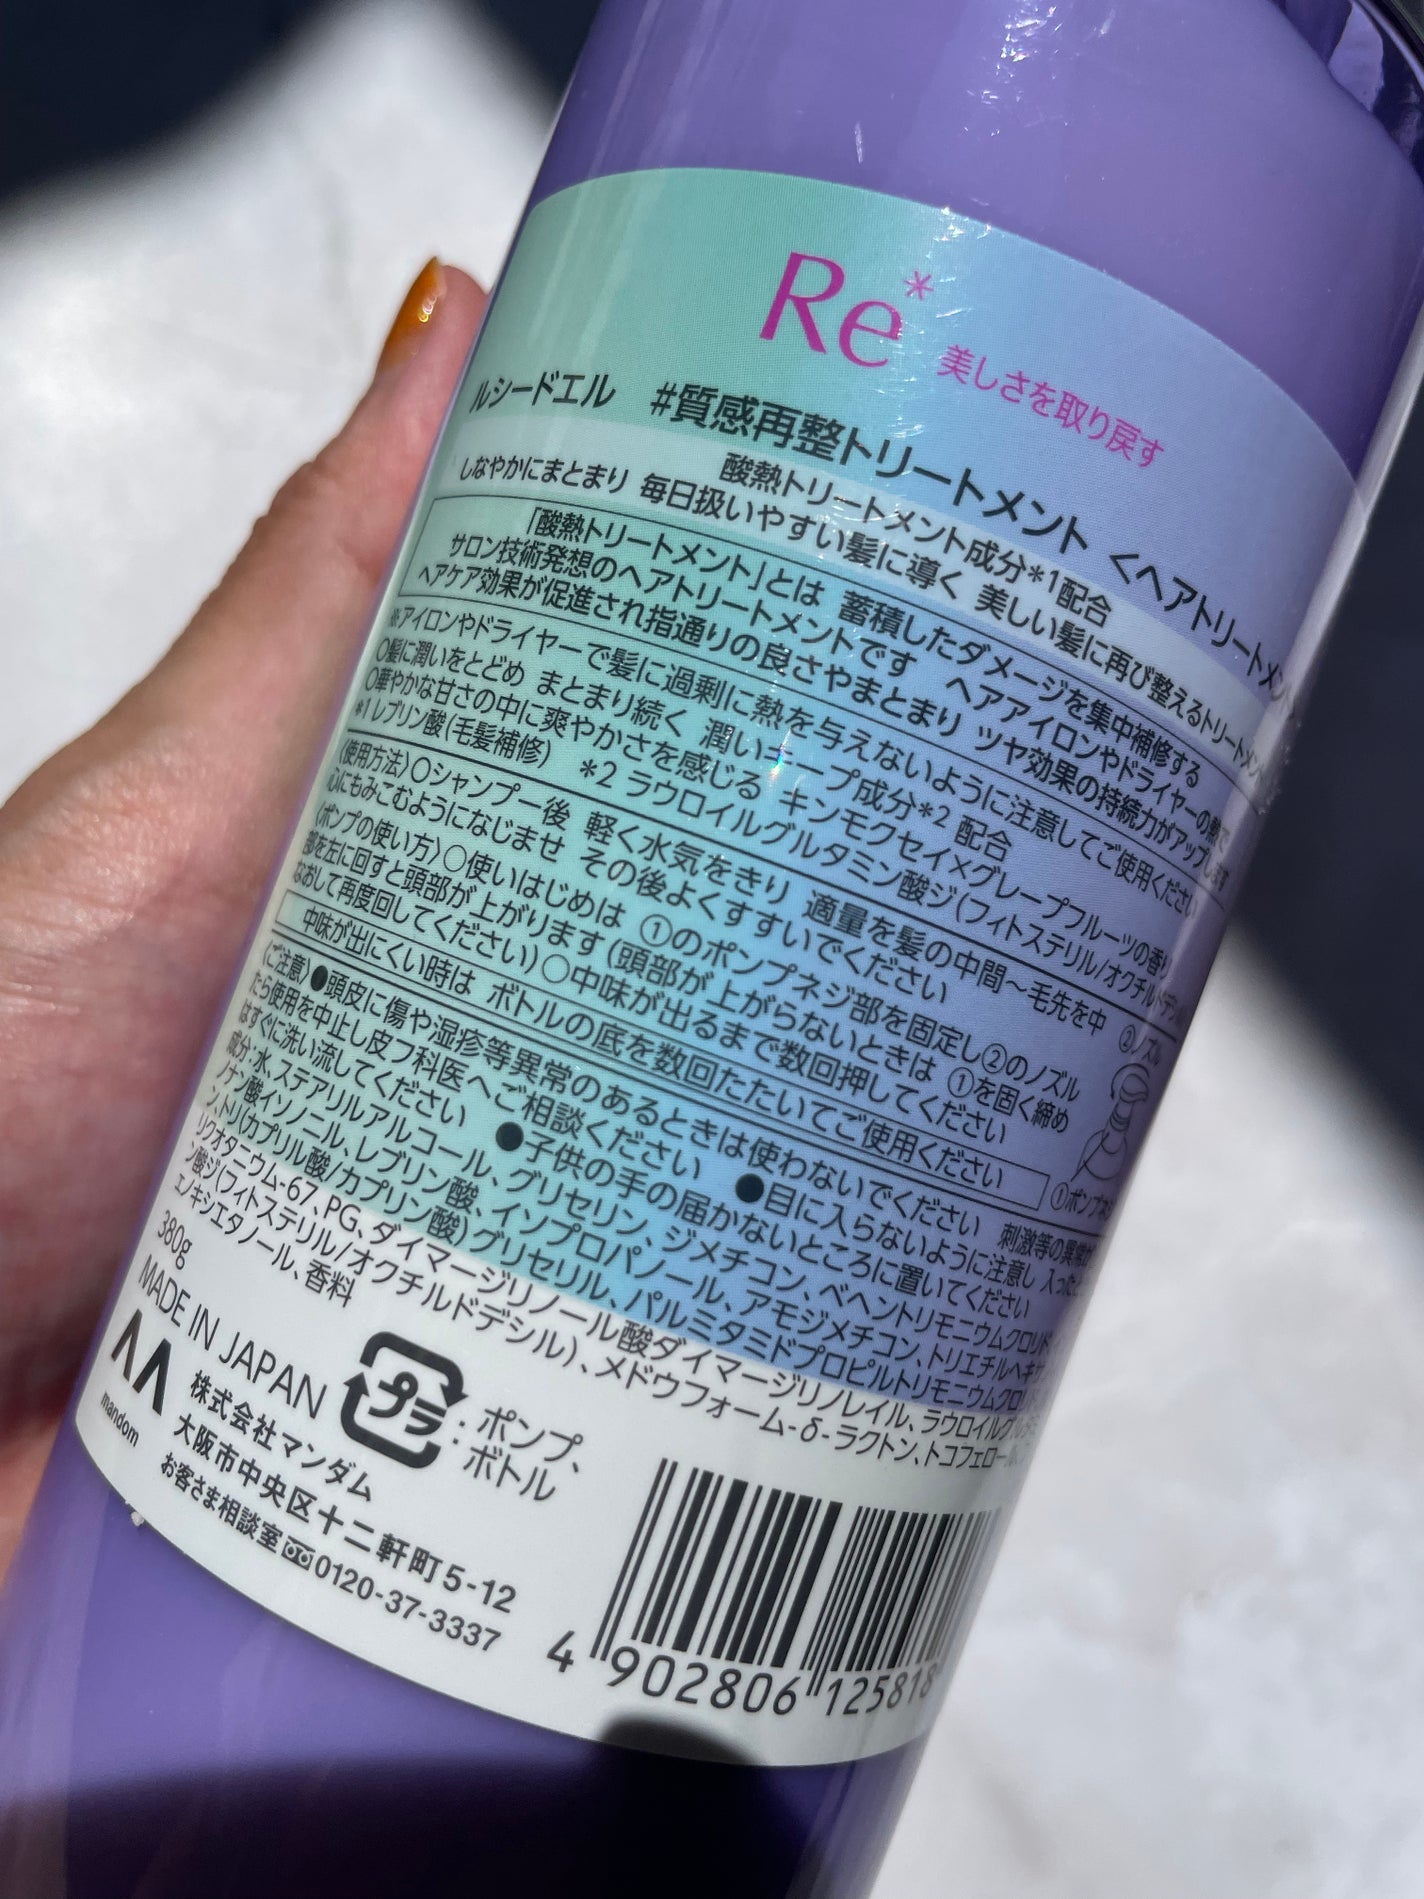 Re*
美しさを取り戻す
ルシードエル #質感再整トリートメント <ヘアトリートメン
酸熱トリートメント成分*1配合
しなやかにまとまり 毎日扱いやすい髪に導く 美しい髪に再び整えるトリートメン
「酸熱トリートメント」とは 蓄積したダメージを集中補修する
サロン技術発想のヘアトリートメントです ヘアアイロンやドライヤーの熱で
ヘアケア効果が促進され指通りの良さやまとまり ツヤ効果の持続力がアップします
※アイロンやドライヤーで髪に過剰に熱を与えないように注意してご使用ください
○髪に潤いをとどめ まとまり続く 潤いキープ成分*2 配合
○華やかな甘さの中に爽やかさを感じる キンモクセイ×グレープフルーツの香り
*1 レブリン酸(毛髪補修) *2 ラウロイルグルタミン酸ジ(フィトステリル/オクチルドデシル
〈使用方法〉○シャンプー後 軽く水気をきり 適量を髪の中間～毛先を中
心にもみこむようになじませ その後よくすすいでください
〈ポンプの使い方〉○使いはじめは ①のポンプネジ部を固定し②のノズル
部を左に回すと頭部が上がります(頭部が上がらないときは ①を固く締め
なおして再度回してください)○中味が出るまで数回押してください
②ノズル
①ポンプネジ
中味が出にくい時は ボトルの底を数回たたいてご使用ください
〈ご注意〉●頭皮に傷や湿疹等異常のあるときは使わないでください 刺激等の異常が
たら使用を中止し皮フ科医へご相談ください ●目に入らないように注意し 入ったとき
はすぐに洗い流してください ●子供の手の届かないところに置いてください
成分:水、ステアリルアルコール、グリセリン、ジメチコン、ベヘントリモニウムクロリド、
ノナン酸イソノニル、レブリン酸、イソプロパノール、アモジメチコン、トリエチルヘキサ
ン、トリ(カプリル酸/カプリン酸)グリセリル、パルミタミドプロピルトリモニウムクロリド、
リクオタニウム-67、PG、ダイマージリノール酸ダイマージリノレイル、ラウロイルグルタミ
ン酸ジ(フィトステリル/オクチルドデシル)、メドウフォーム-δ-ラクトン、トコフェロール、
エノキシエタノール、香料
380g
MADE IN JAPAN
プラ
:ポンプ、
:ボトル
mandom
株式会社マンダム
大阪市中央区十二軒町5-12
お客さま相談室 0120-37-3337
4 902806 125818